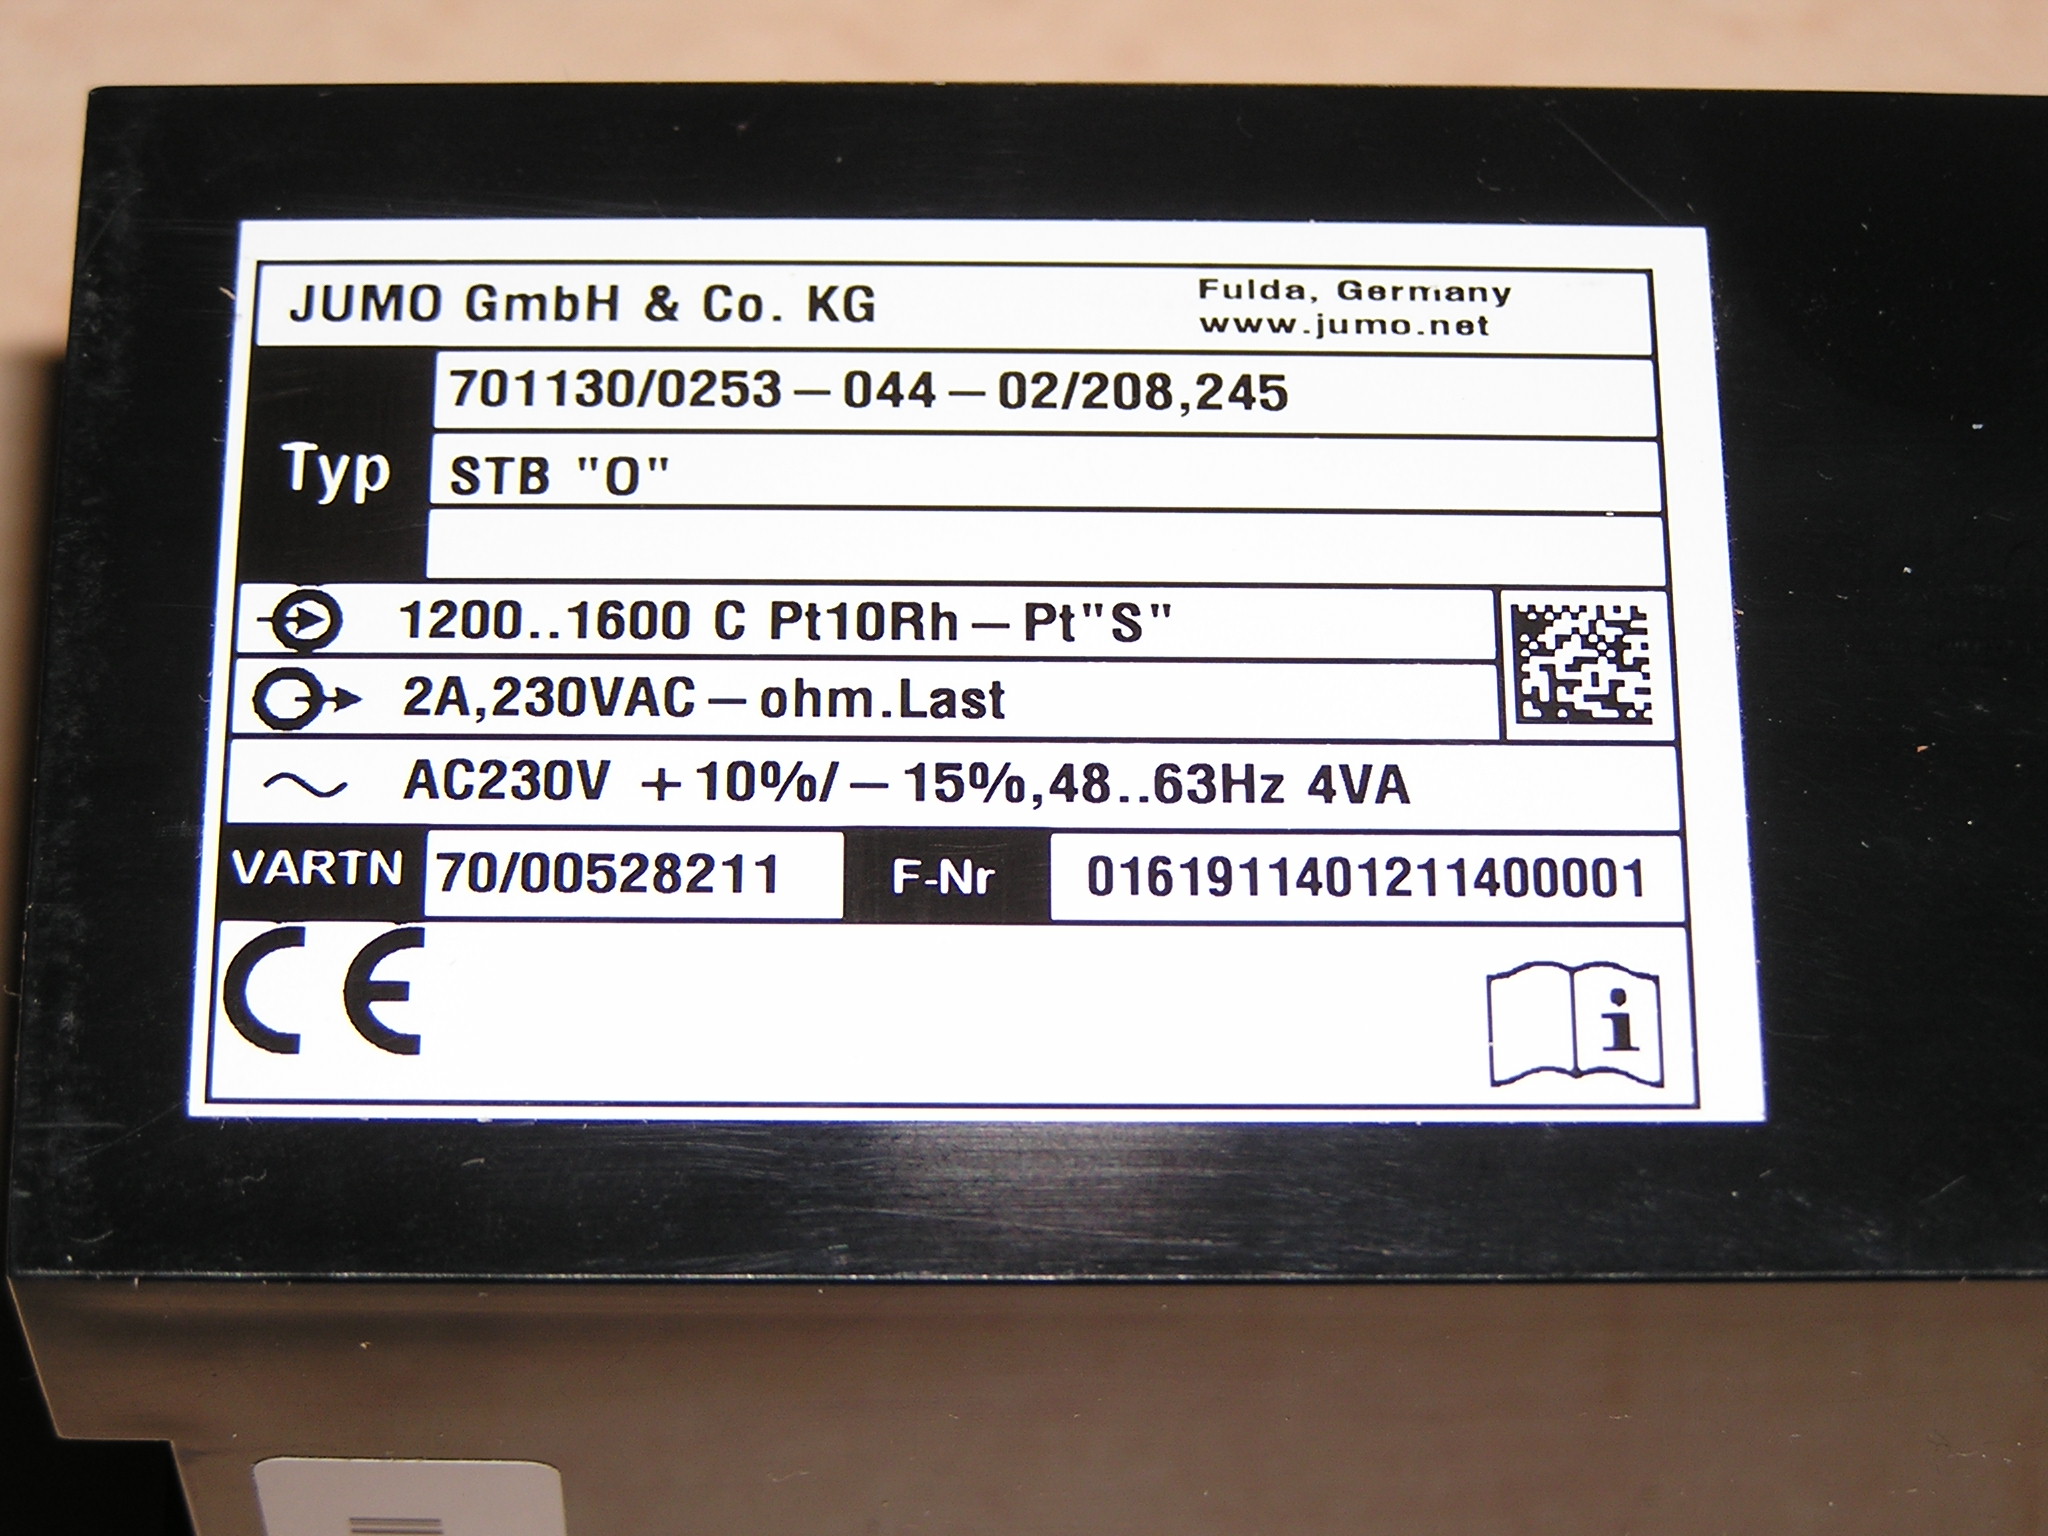 JUMO GmbH & Co. KG
Fulda, Germany
www.jumo.net
Typ
701130/0253-044-02/208,245
STB "O"
1200..1600 C Pt10Rh-Pt"S"
2A,230VAC-ohm.Last
AC230V +10%/-15%,48..63Hz 4VA
VARTN 70/00528211 F-Nr 0161911401211400001
CE
i